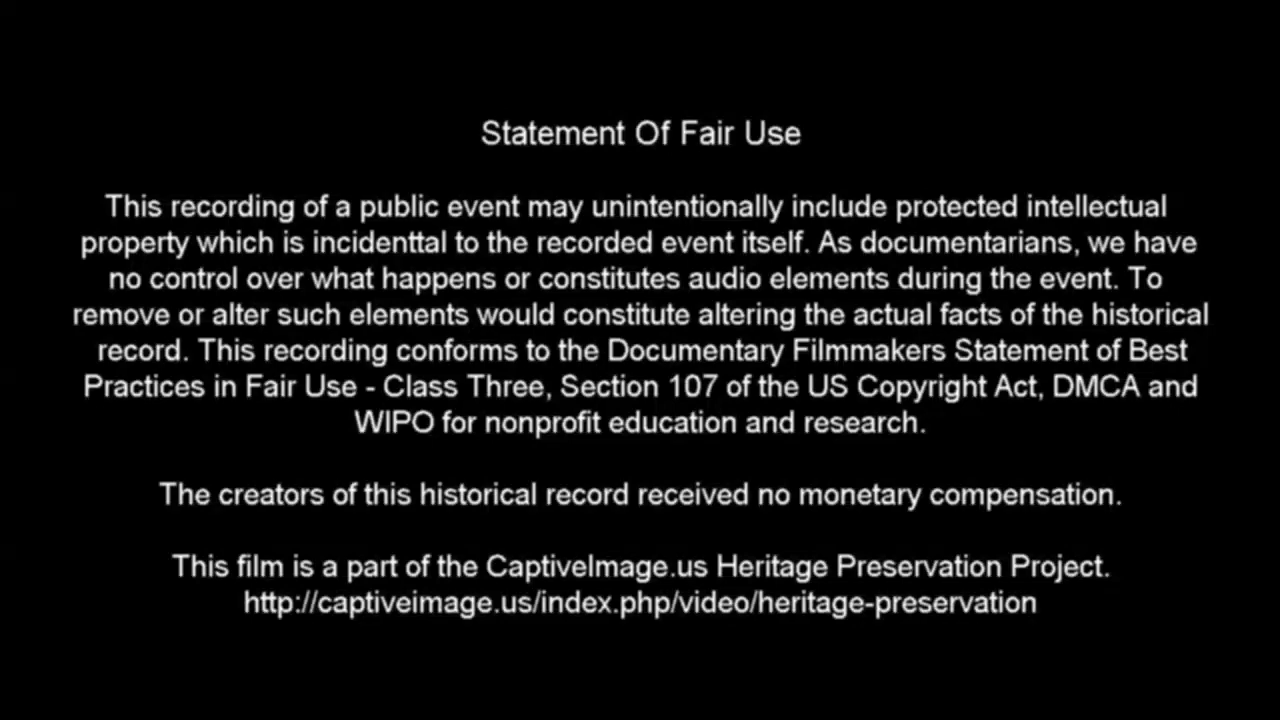 Statement Of Fair Use
This recording of a public event may unintentionally include protected intellectual
property which is incidenttal to the recorded event itself. As documentarians, we have
no control over what happens or constitutes audio elements during the event. To
remove or alter such elements would constitute altering the actual facts of the historical
record. This recording conforms to the Documentary Filmmakers Statement of Best
Practices in Fair Use - Class Three, Section 107 of the US Copyright Act, DMCA and
WIPO for nonprofit education and research.
The creators of this historical record received no monetary compensation.
This film is a part of the CaptiveImage.us Heritage Preservation Project.
http://captiveimage.us/index.php/video/heritage-preservation